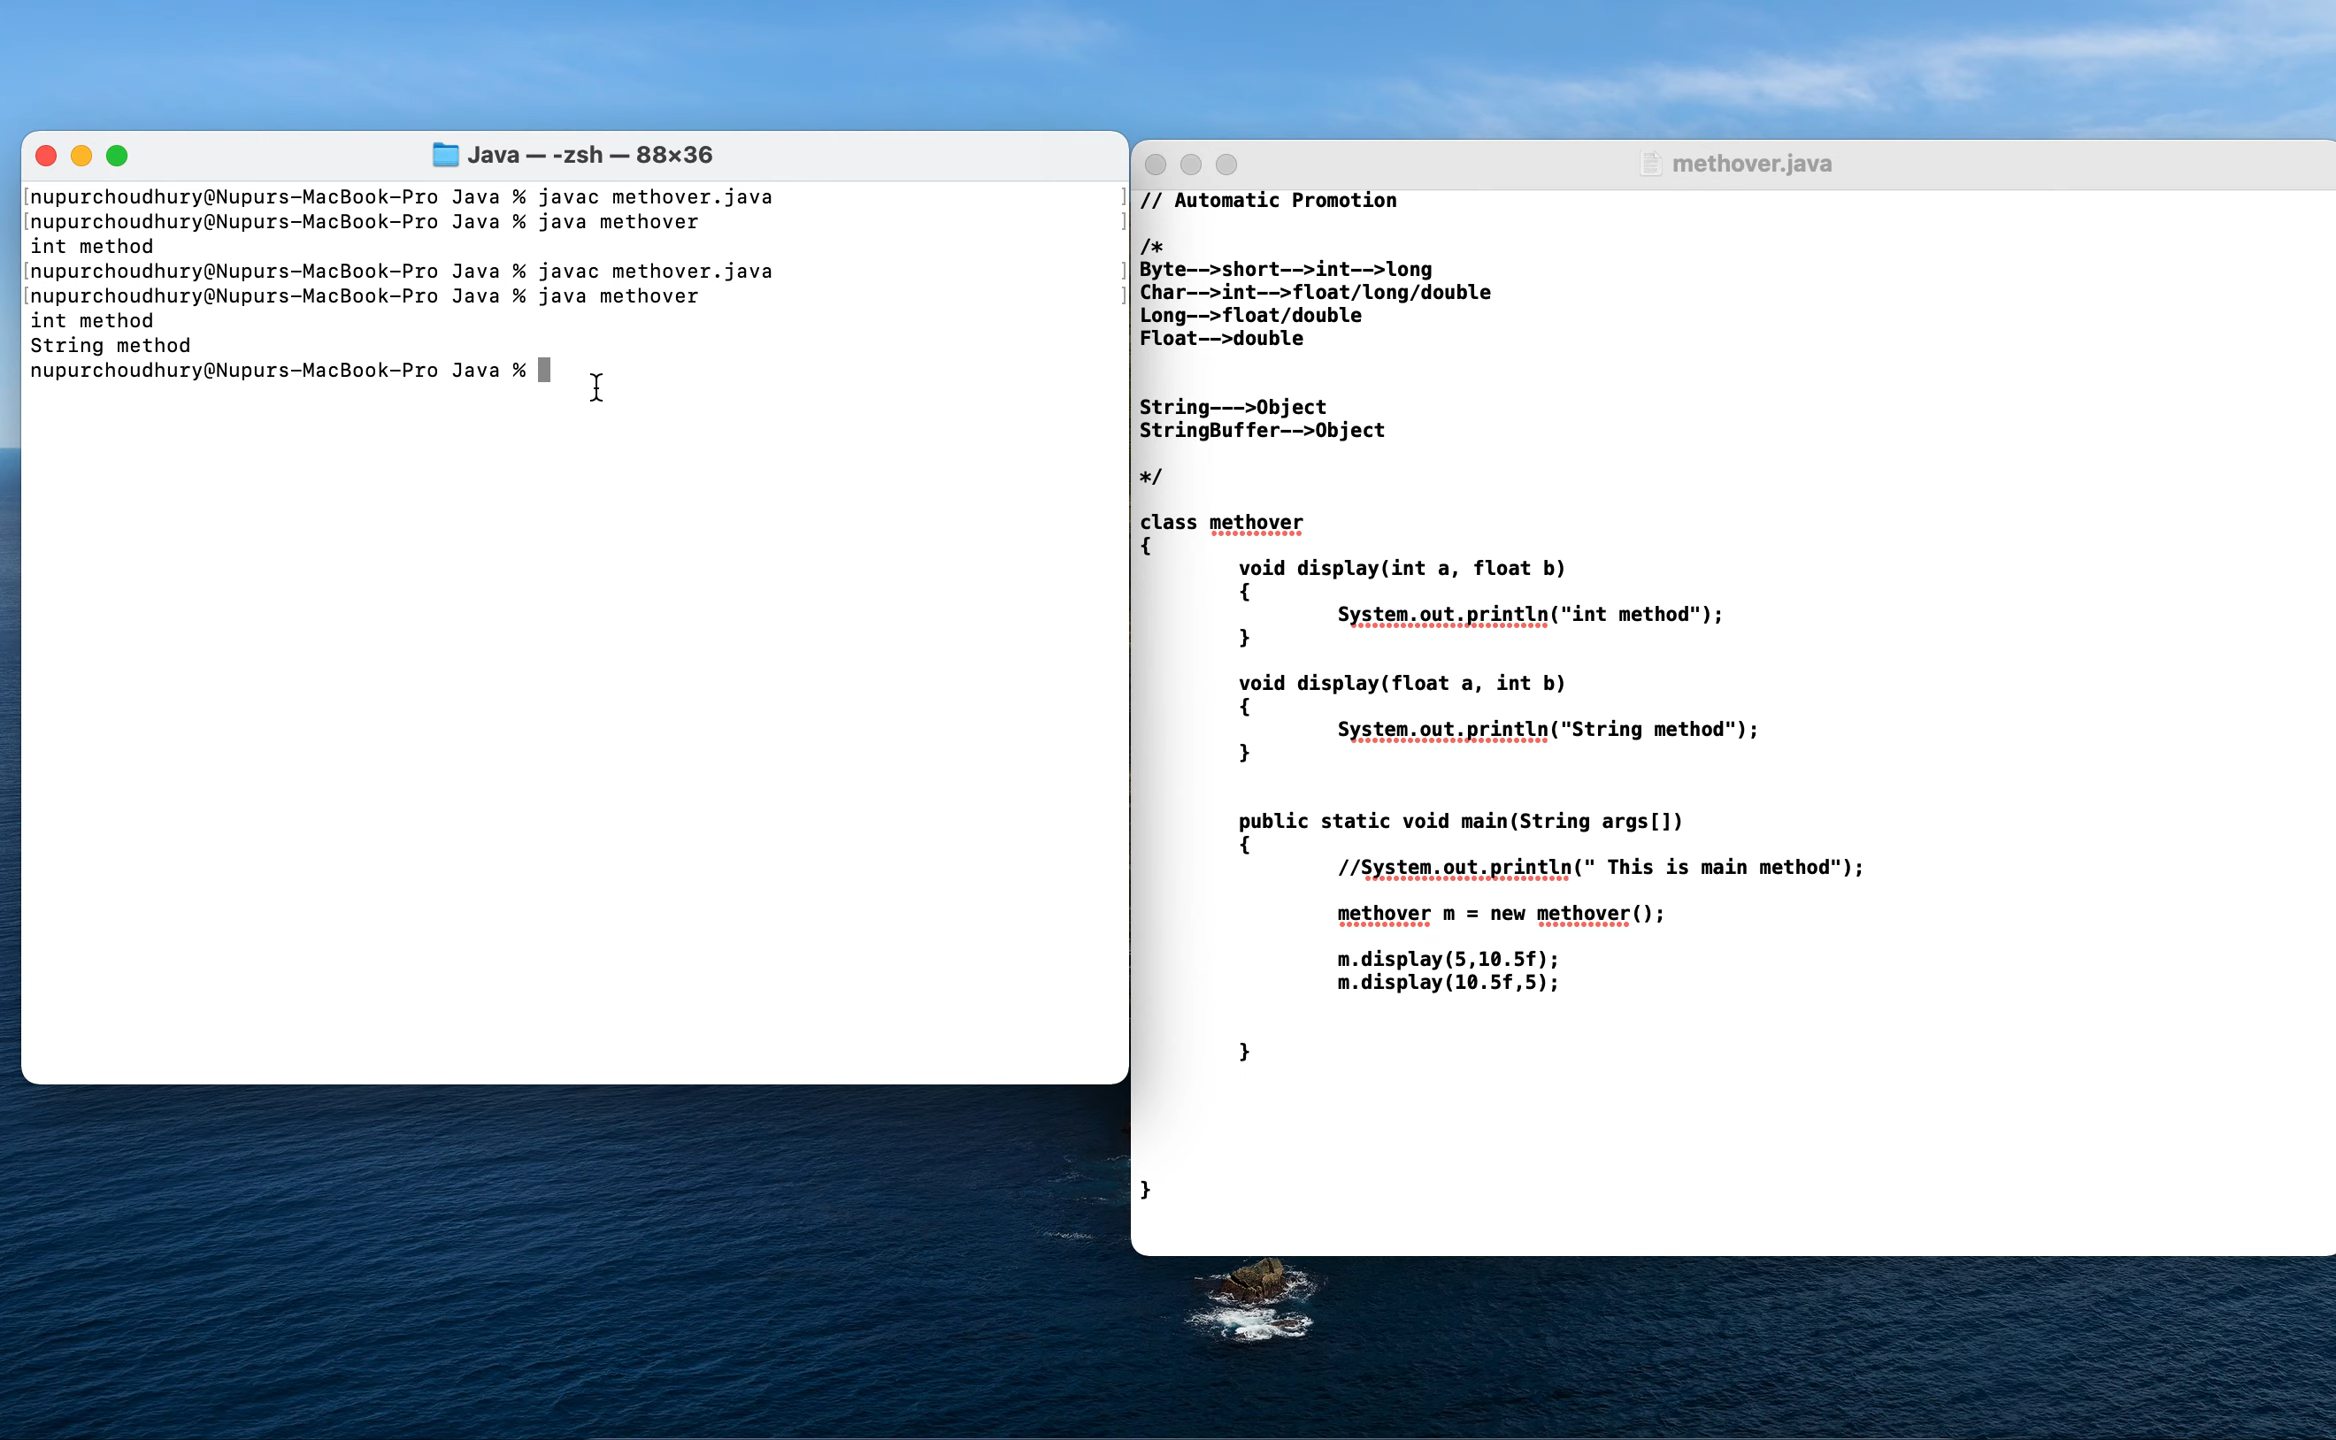 Java — -zsh — 88×36
[nupurchoudhury@Nupurs-MacBook-Pro Java % javac methover.java ]
[nupurchoudhury@Nupurs-MacBook-Pro Java % java methover ]
int method
[nupurchoudhury@Nupurs-MacBook-Pro Java % javac methover.java ]
[nupurchoudhury@Nupurs-MacBook-Pro Java % java methover ]
int method
String method
nupurchoudhury@Nupurs-MacBook-Pro Java %
methover.java
// Automatic Promotion
/*
Byte-->short-->int-->long
Char-->int-->float/long/double
Long-->float/double
Float-->double
String--->Object
StringBuffer-->Object
*/
class methover
{
void display(int a, float b)
{
System.out.println("int method");
}
void display(float a, int b)
{
System.out.println("String method");
}
public static void main(String args[])
{
//System.out.println(" This is main method");
methover m = new methover();
m.display(5,10.5f);
m.display(10.5f,5);
}
}